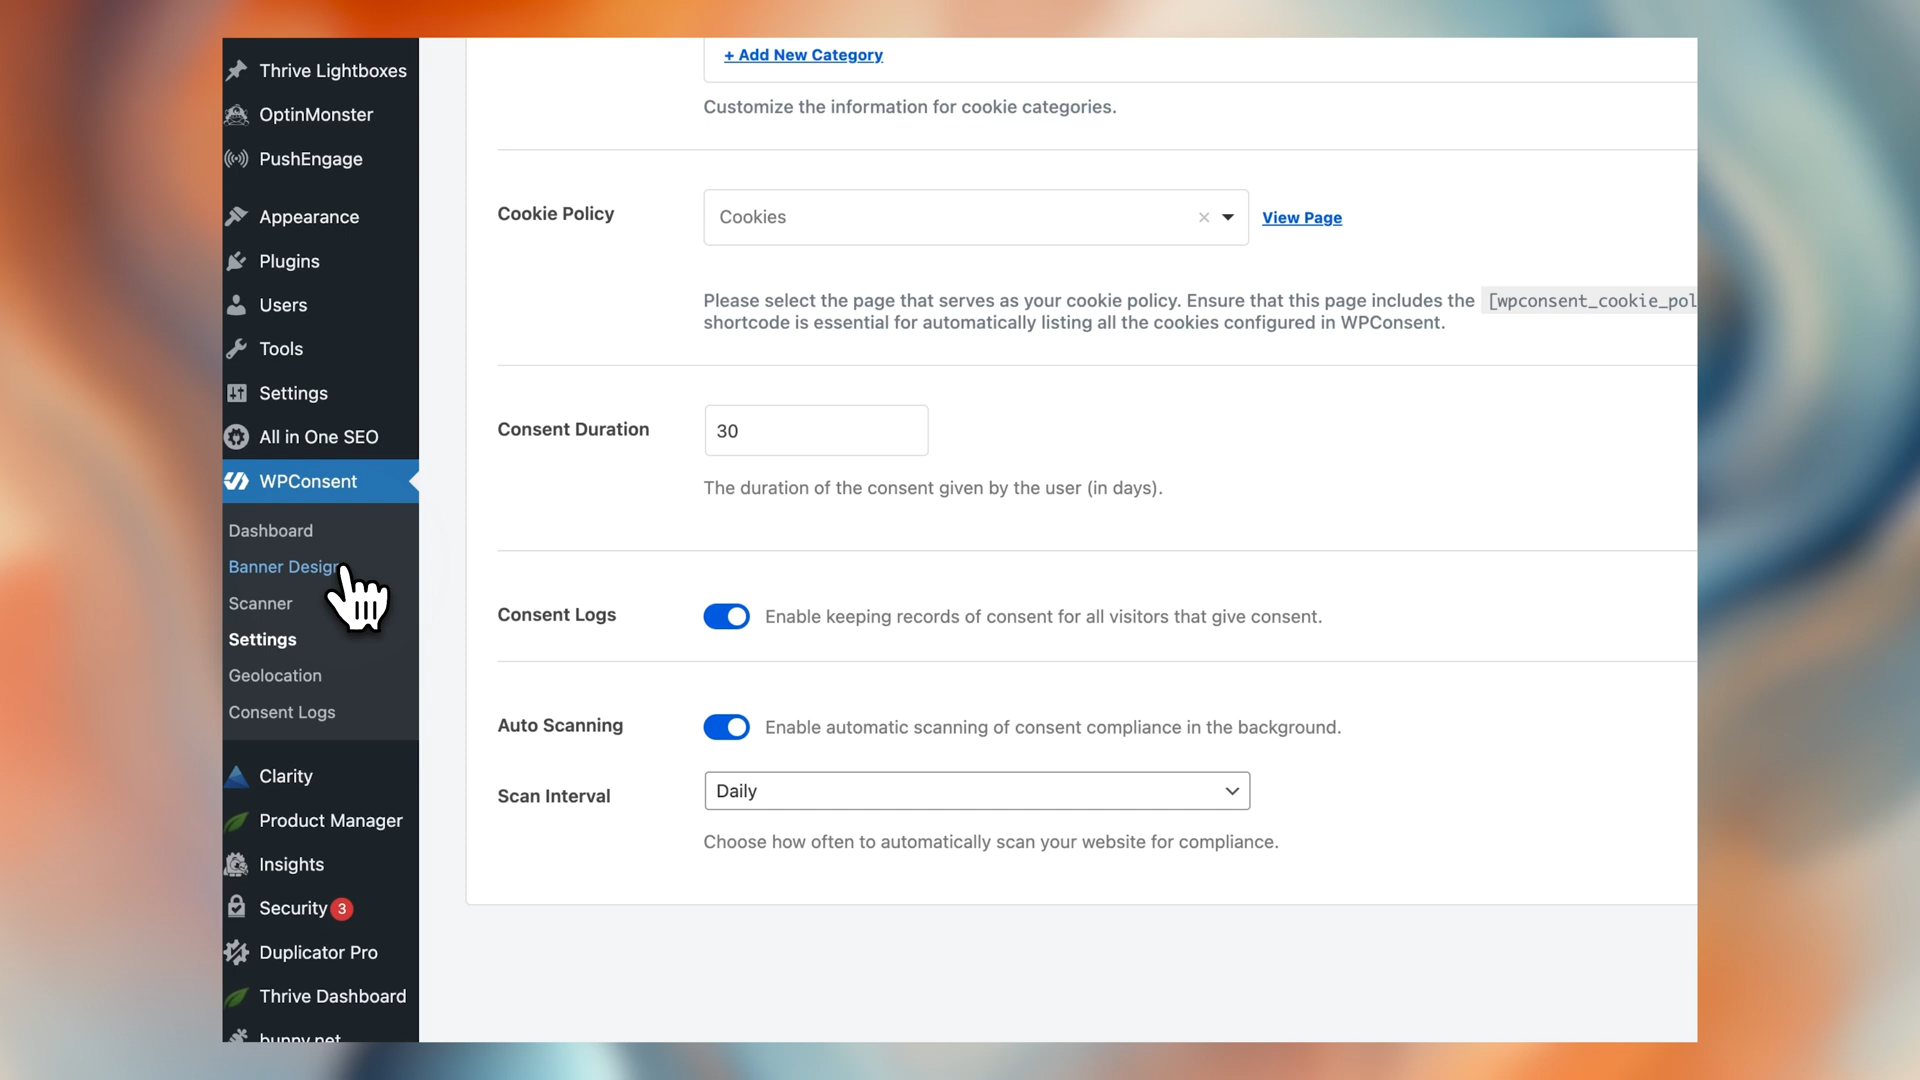 Thrive Lightboxes
OptinMonster
PushEngage
Appearance
Plugins
Users
Tools
Settings
All in One SEO
WPConsent
Dashboard
Banner Design
Scanner
Settings
Geolocation
Consent Logs
Clarity
Product Manager
Insights
Security 3
Duplicator Pro
Thrive Dashboard
bunny.net
+ Add New Category
Customize the information for cookie categories.
Cookie Policy
Cookies
View Page
Please select the page that serves as your cookie policy. Ensure that this page includes the [wpconsent_cookie_pol
shortcode is essential for automatically listing all the cookies configured in WPConsent.
Consent Duration
30
The duration of the consent given by the user (in days).
Consent Logs
Enable keeping records of consent for all visitors that give consent.
Auto Scanning
Enable automatic scanning of consent compliance in the background.
Scan Interval
Daily
Choose how often to automatically scan your website for compliance.